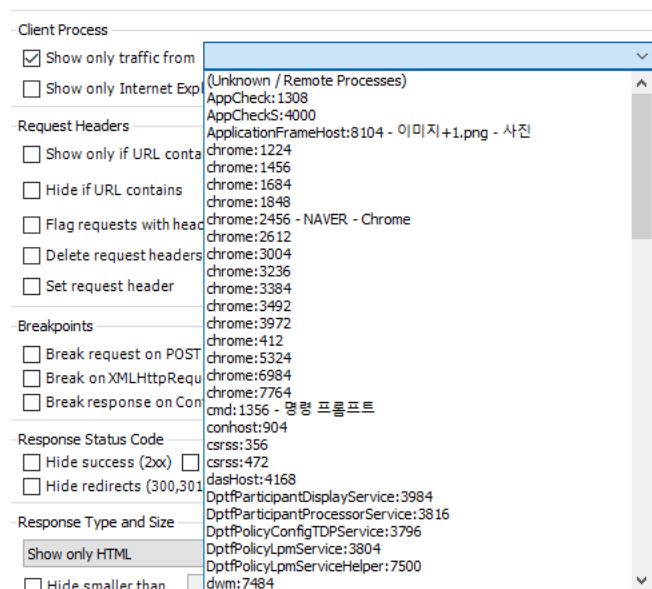 Client Process
Show only traffic from
Show only Internet Expl
Request Headers
Show only if URL conta
Hide if URL contains
Flag requests with head
Delete request headers
Set request header
Breakpoints
Break request on POST
Break on XMLHttpRequ
Break response on Con
Response Status Code
Hide success (2xx)
Hide redirects (300,301
Response Type and Size
Show only HTML
Hide smaller than
(Unknown / Remote Processes)
AppCheck:1308
AppCheckS:4000
ApplicationFrameHost:8104 - 이미지+1.png - 사진
chrome:1224
chrome:1456
chrome:1684
chrome:1848
chrome:2456 - NAVER - Chrome
chrome:2612
chrome:3004
chrome:3236
chrome:3384
chrome:3492
chrome:3972
chrome:412
chrome:5324
chrome:6984
chrome:7764
cmd:1356 - 명령 프롬프트
conhost:904
csrss:356
csrss:472
dasHost:4168
DptfParticipantDisplayService:3984
DptfParticipantProcessorService:3816
DptfPolicyConfigTDPService:3796
DptfPolicyLpmService:3804
DptfPolicyLpmServiceHelper:7500
dwm:7484